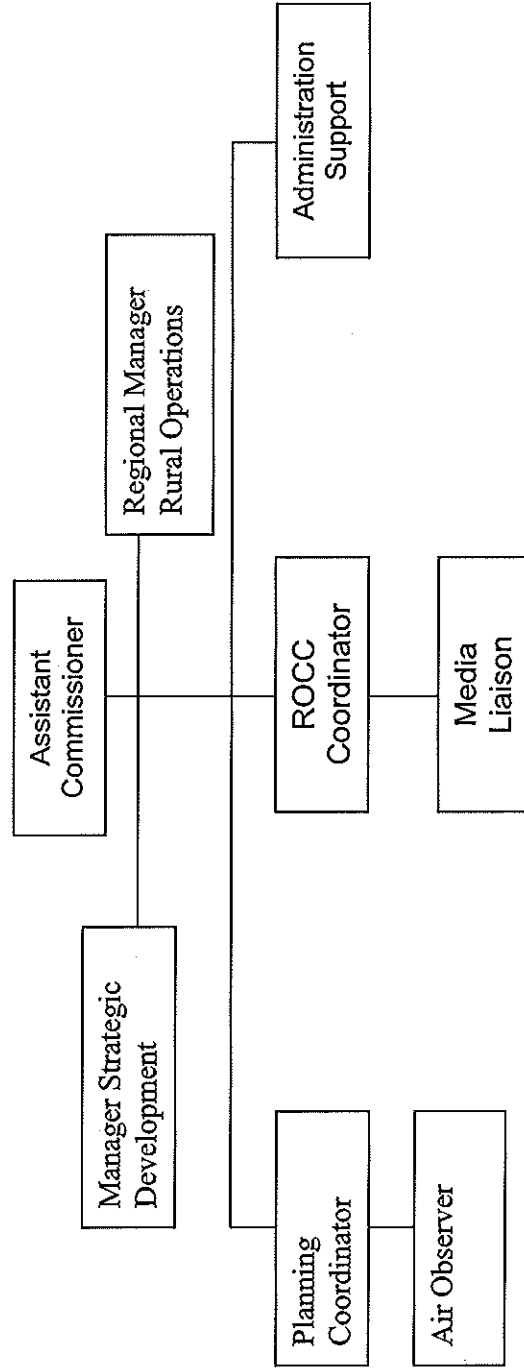 Assistant
Commissioner
Manager Strategic
Development
Regional Manager
Rural Operations
Planning
Coordinator
ROCC
Coordinator
Administration
Support
Air Observer
Media
Liaison